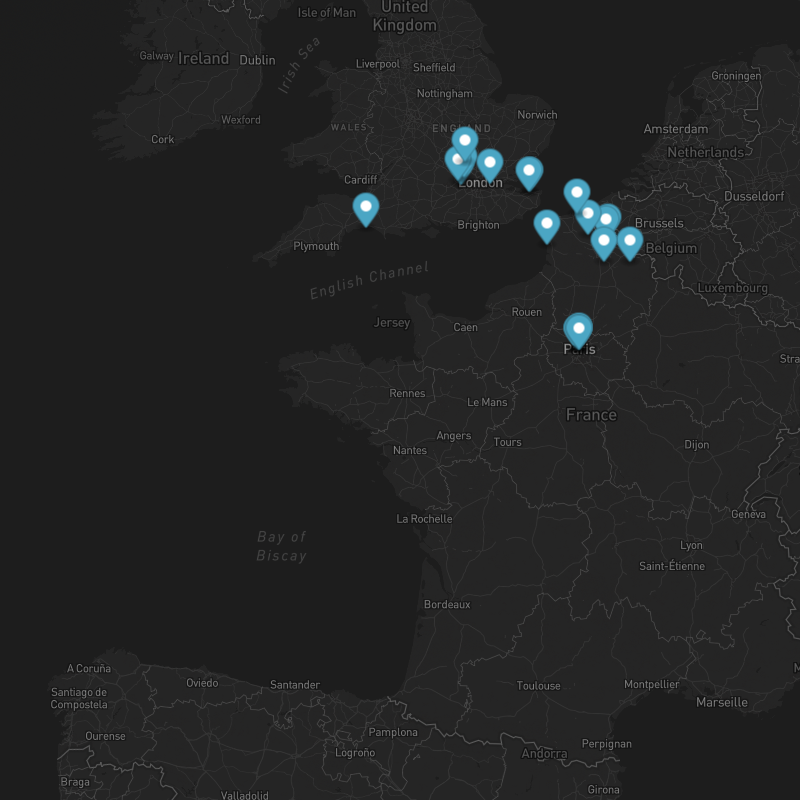 United
Kingdom
Isle of Man
Irish Sea
Galway
Ireland
Dublin
Liverpool
Sheffield
Nottingham
Groningen
Wexford
Cork
WALES
ENGLAND
Norwich
Amsterdam
Netherlands
Cardiff
London
Dusseldorf
Plymouth
Brighton
Brussels
Belgium
English Channel
Luxembourg
Jersey
Caen
Rouen
Paris
Stra
Rennes
Le Mans
France
Angers
Tours
Nantes
Dijon
La Rochelle
Geneva
Bay of
Biscay
Lyon
Saint-Étienne
Bordeaux
A Coruña
Santiago de
Compostela
Oviedo
Santander
Toulouse
Montpellier
M
Marseille
Ourense
Pamplona
Logroño
Andorra
Perpignan
Braga
Valladolid
Girona